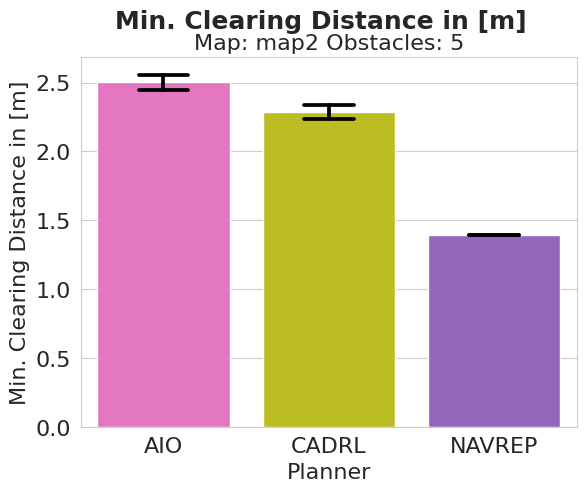 Min. Clearing Distance in [m]
Map: map2 Obstacles: 5
Min. Clearing Distance in [m]
2.5
2.0
1.5
1.0
0.5
0.0
AIO CADRL NAVREP
Planner